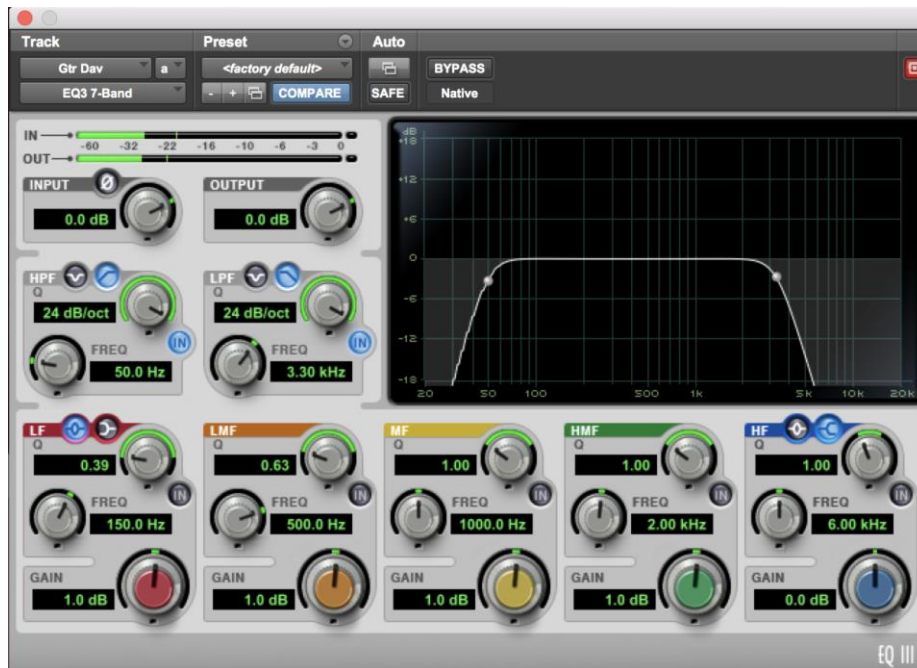 Track Preset Auto
Gtr Dav a <factory default> BYPASS
EQ3 7-Band - + COMPARE SAFE Native
IN
-60 -32 -22 -16 -10 -6 -3 0
OUT
INPUT Ø OUTPUT
0.0 dB 0.0 dB
HPF LPF
Q Q
24 dB/oct 24 dB/oct
IN IN
FREQ FREQ
50.0 Hz 3.30 kHz
dB
+18
+12
+6
0
-6
-12
-18
20 50 100 500 1k 5k 10k 20k
LF LMF MF HMF HF
Q Q Q Q Q
0.39 0.63 1.00 1.00 1.00
IN IN IN IN IN
FREQ FREQ FREQ FREQ FREQ
150.0 Hz 500.0 Hz 1000.0 Hz 2.00 kHz 6.00 kHz
GAIN GAIN GAIN GAIN GAIN
1.0 dB 1.0 dB 1.0 dB 1.0 dB 0.0 dB
EQ III